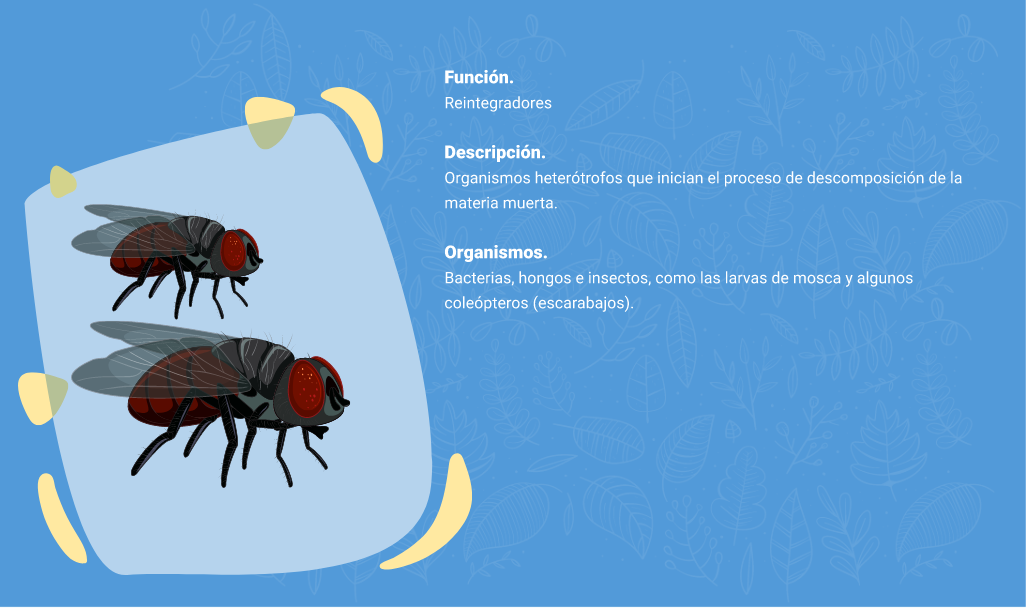 Función.
Reintegradores
Descripción.
Organismos heterótrofos que inician el proceso de descomposición de la
materia muerta.
Organismos.
Bacterias, hongos e insectos, como las larvas de mosca y algunos
coleópteros (escarabajos).